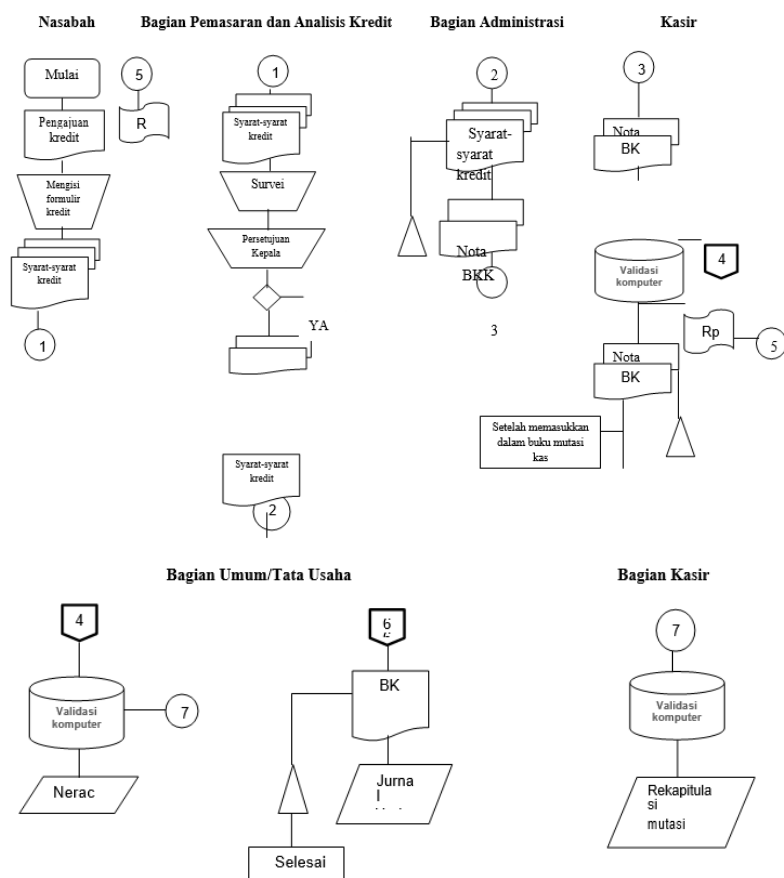 Nasabah
Bagian Pemasaran dan Analisis Kredit
Bagian Administrasi
Kasir
Mulai
5
Pengajuan
kredit
R
Mengisi
formulir
kredit
Syarat-syarat
kredit
1
1
Syarat-syarat
kredit
Survei
Persetujuan
Kepala
YA
Syarat-syarat
kredit
2
2
Syarat-
syarat
kredit
Nota
BKK
3
3
Nota
BK
Validasi
komputer
4
Rp
5
Nota
BK
Setelah memasukkan
dalam buku mutasi
kas
Bagian Umum/Tata Usaha
Bagian Kasir
4
Validasi
komputer
7
Nerac
6
BK
Jurna
l
Selesai
7
Validasi
komputer
Rekapitula
si
mutasi